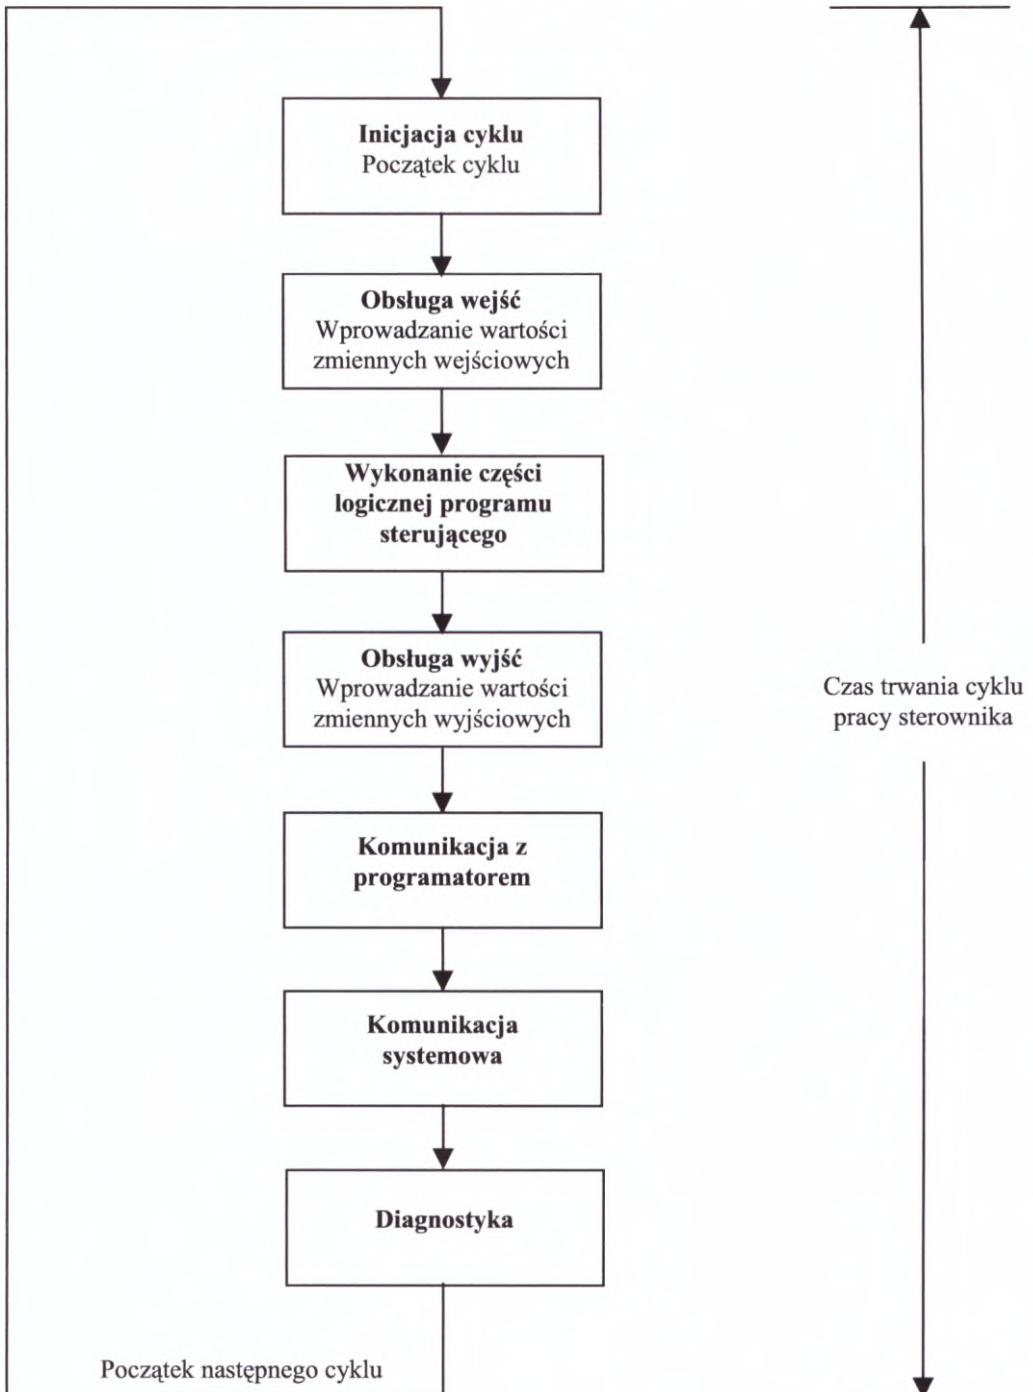 Inicjacja cyklu
Początek cyklu
Obsługa wejść
Wprowadzanie wartości
zmiennych wejściowych
Wykonanie części
logicznej programu
sterującego
Obsługa wyjść
Wprowadzanie wartości
zmiennych wyjściowych
Czas trwania cyklu
pracy sterownika
Komunikacja z
programatorem
Komunikacja
systemowa
Diagnostyka
Początek następnego cyklu